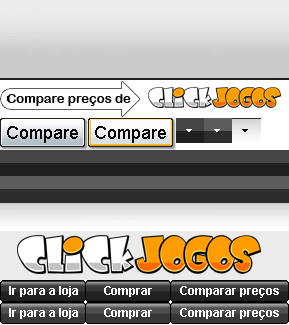 Compare preços de CLICKJOGOS
Compare Compare
CLICKJOGOS
Ir para a loja Comprar Comparar preços
Ir para a loja Comprar Comparar preços